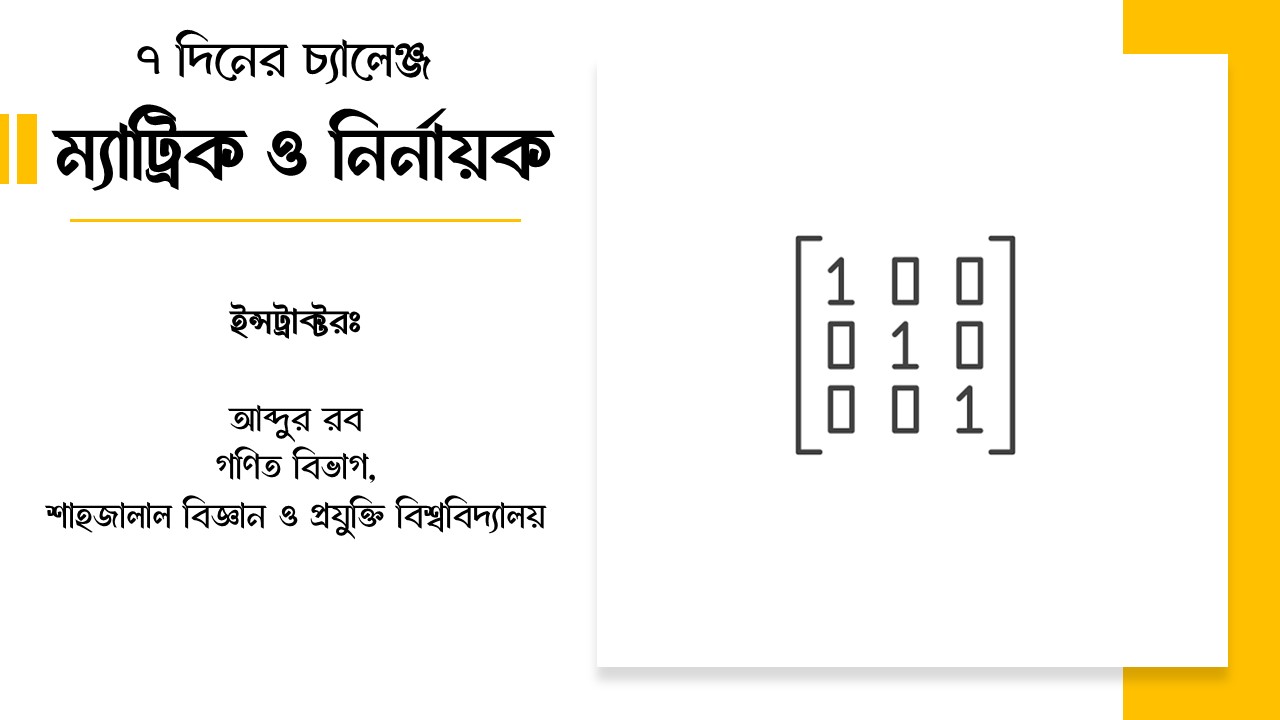 ৭ দিনের চ্যালেঞ্জ
ম্যাট্রিক ও নির্নায়ক
ইন্সট্রাক্টরঃ
আব্দুর রব
গণিত বিভাগ,
শাহজালাল বিজ্ঞান ও প্রযুক্তি বিশ্ববিদ্যালয়
1 0 0
0 1 0
0 0 1